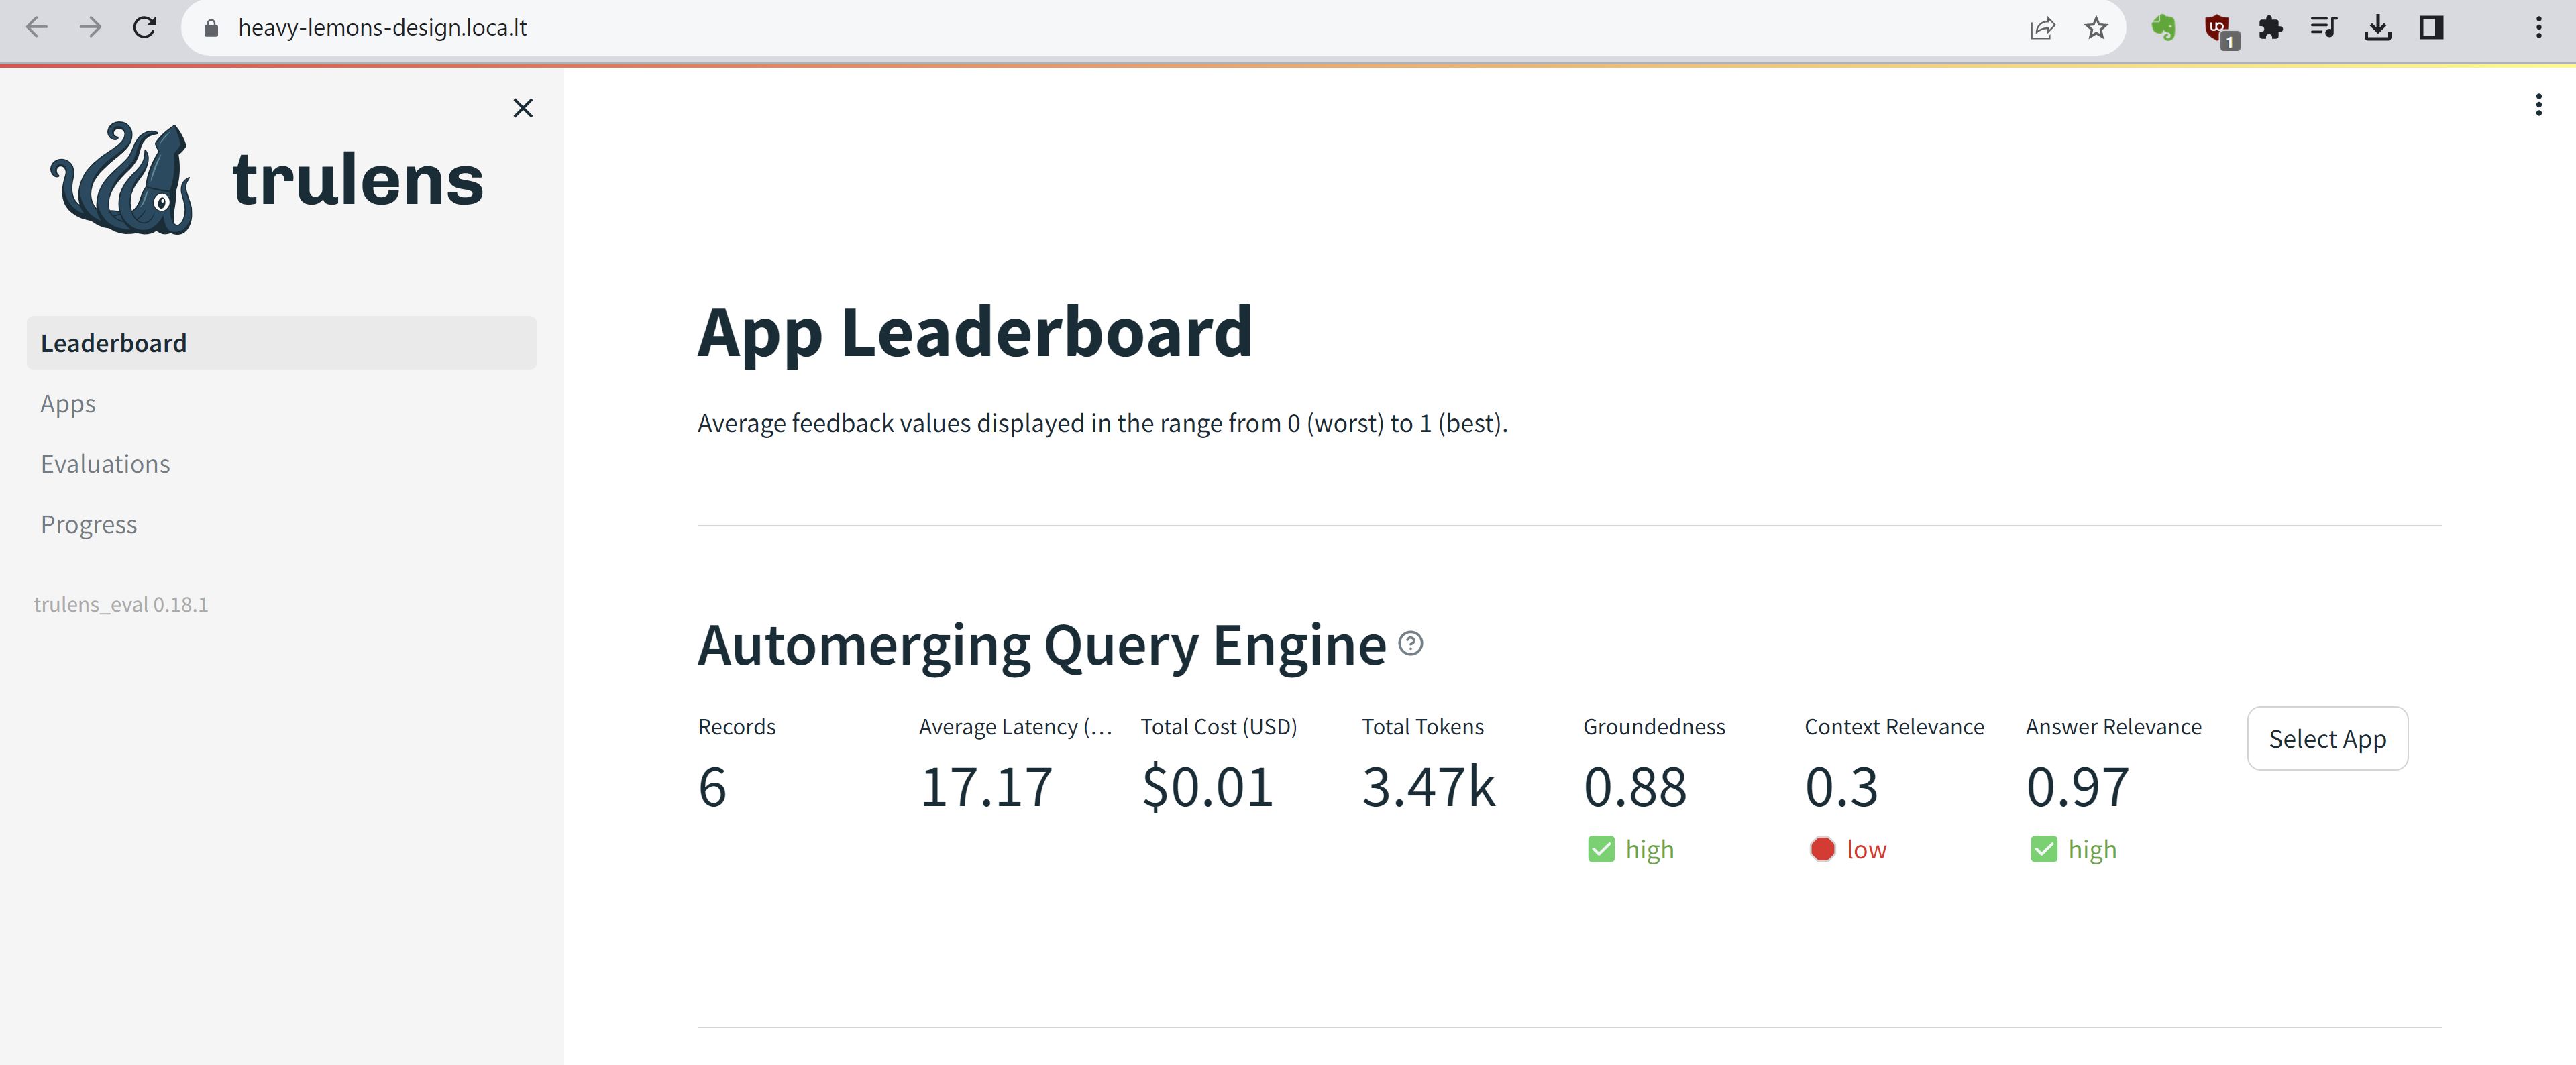 heavy-lemons-design.loca.lt
1
trulens
Leaderboard
Apps
Evaluations
Progress
trulens_eval 0.18.1
App Leaderboard
Average feedback values displayed in the range from 0 (worst) to 1 (best).
Automerging Query Engine
Records Average Latency (... Total Cost (USD) Total Tokens Groundedness Context Relevance Answer Relevance Select App
6 17.17 $0.01 3.47k 0.88 0.3 0.97
high low high